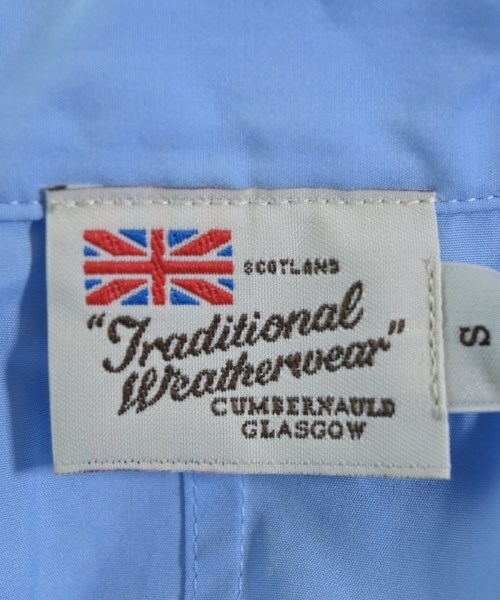 SCOTLAND
"Traditional
Weatherwear"
CUMBERNAULD
GLASGOW
S